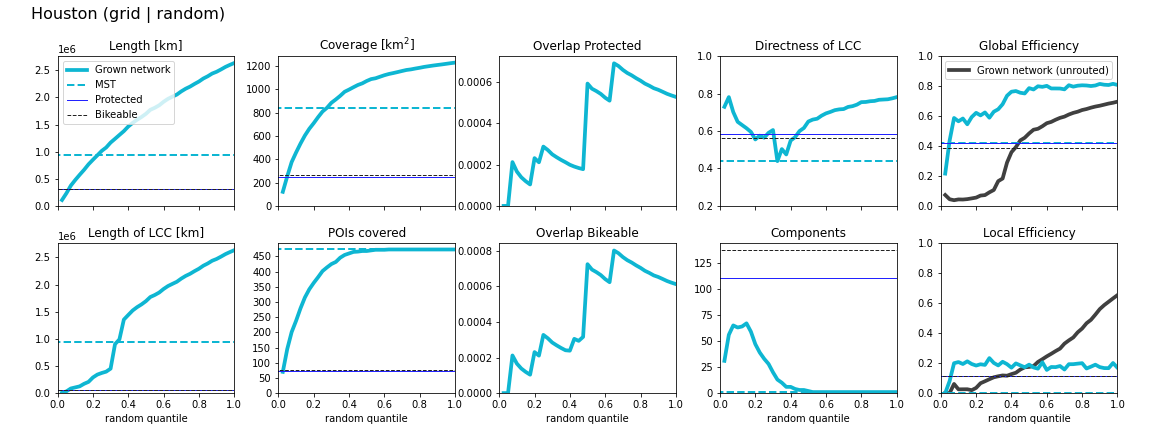 Houston (grid | random)
Length [km]
1e6
2.5
2.0
1.5
1.0
0.5
0.0
Grown network
MST
Protected
Bikeable
Coverage [km²]
1200
1000
800
600
400
200
0
Overlap Protected
0.0006
0.0004
0.0002
0.0000
Directness of LCC
1.0
0.8
0.6
0.4
0.2
Global Efficiency
1.0
0.8
0.6
0.4
0.2
0.0
Grown network (unrouted)
Length of LCC [km]
1e6
2.5
2.0
1.5
1.0
0.5
0.0
0.0 0.2 0.4 0.6 0.8 1.0
random quantile
POIs covered
450
400
350
300
250
200
150
100
50
0.0 0.2 0.4 0.6 0.8 1.0
random quantile
Overlap Bikeable
0.0008
0.0006
0.0004
0.0002
0.0000
0.0 0.2 0.4 0.6 0.8 1.0
random quantile
Components
125
100
75
50
25
0
0.0 0.2 0.4 0.6 0.8 1.0
random quantile
Local Efficiency
1.0
0.8
0.6
0.4
0.2
0.0
0.0 0.2 0.4 0.6 0.8 1.0
random quantile